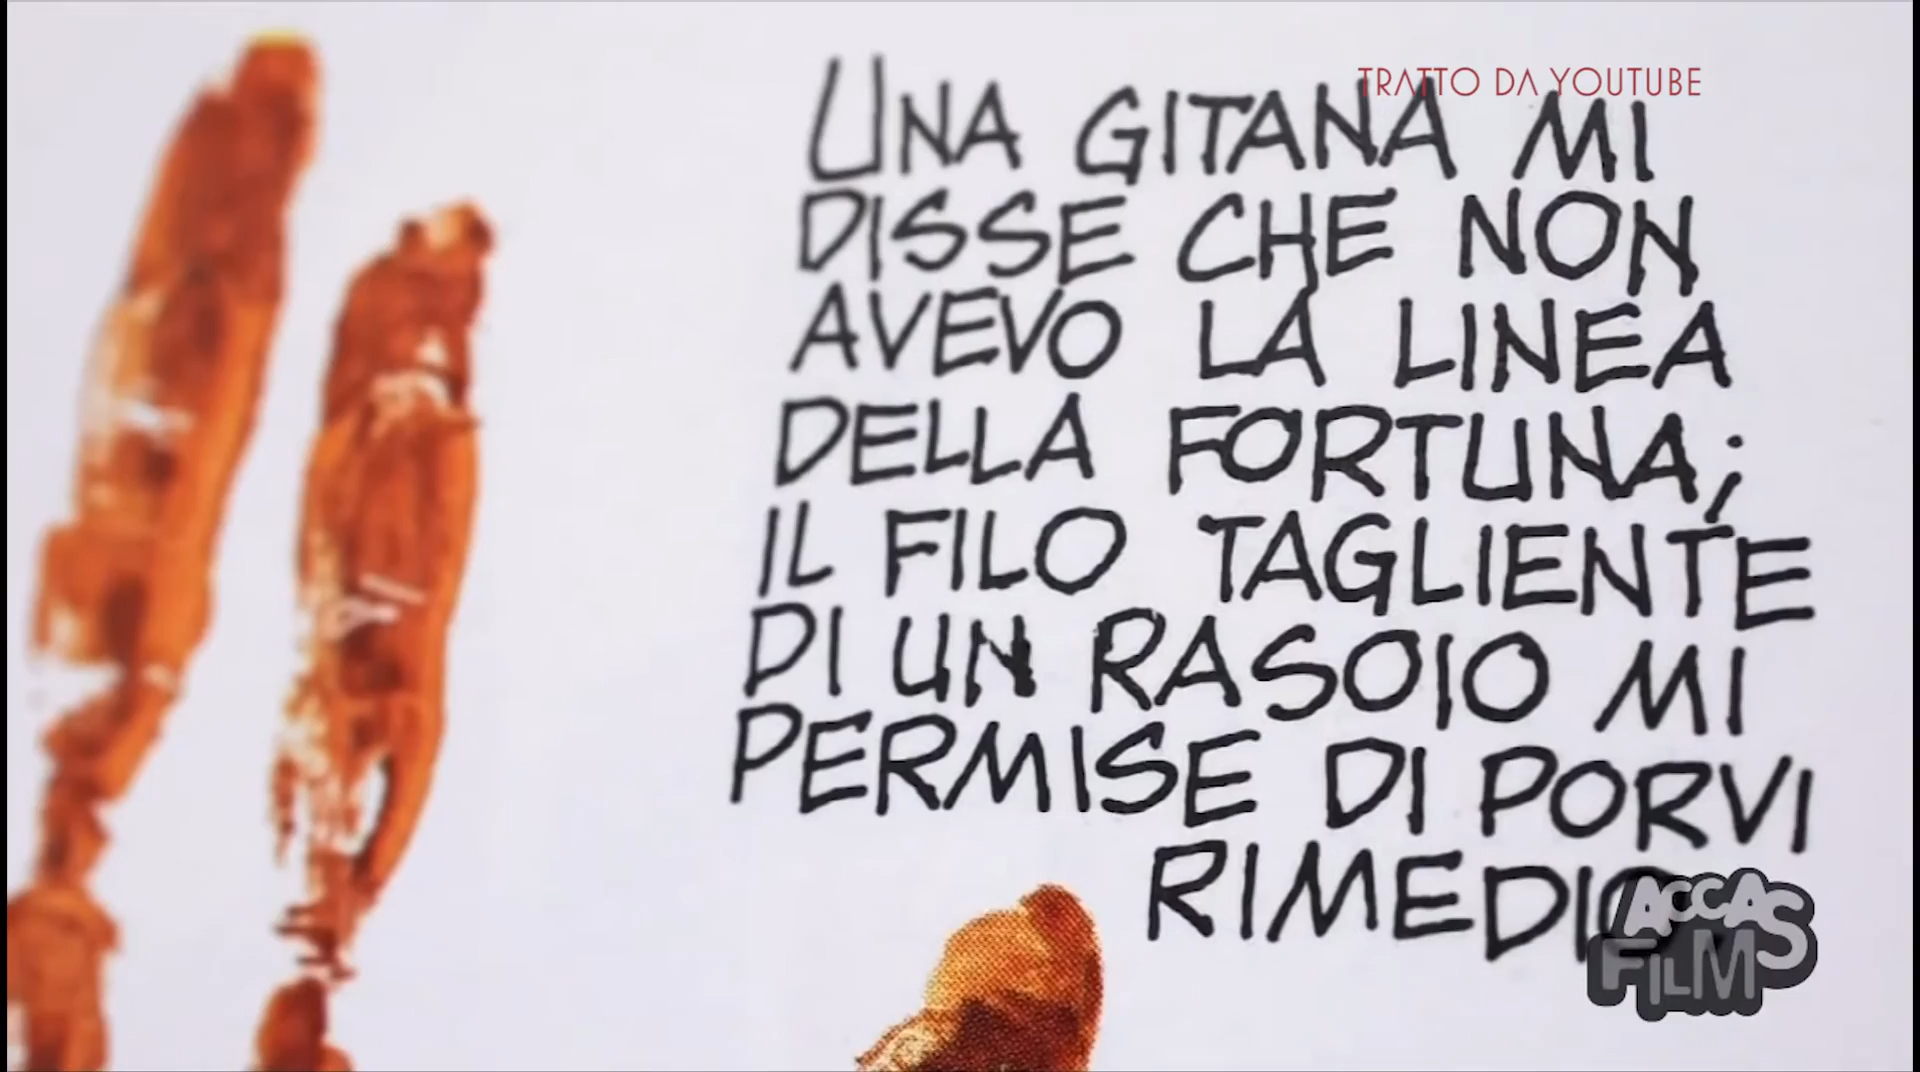 TRATTO DA YOUTUBE
UNA GITANA MI
DISSE CHE NON
AVEVO LA LINEA
DELLA FORTUNA;
IL FILO TAGLIENTE
DI UN RASOIO MI
PERMISE DI PORVI
RIMEDIO
ACCAS
FILM